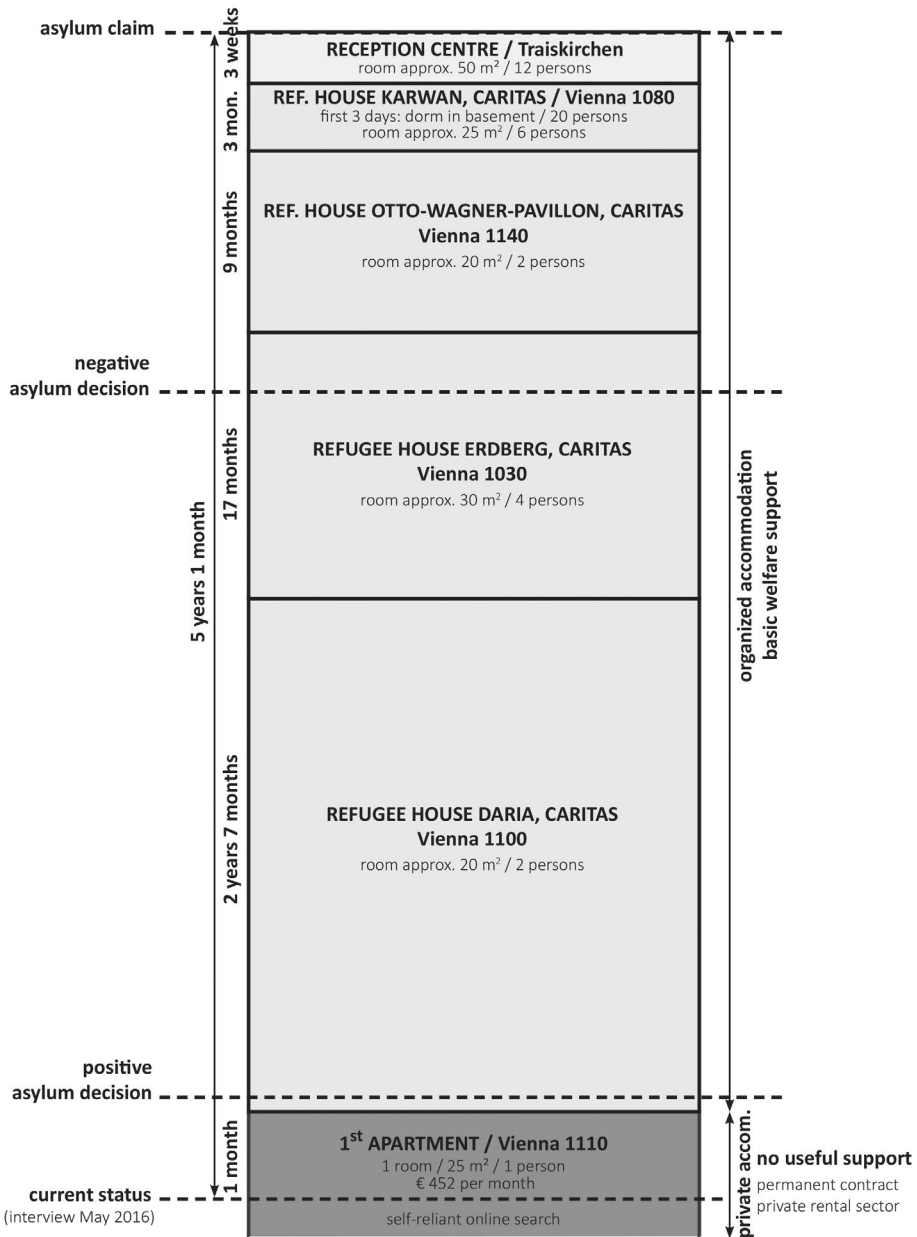 asylum claim
3 weeks
RECEPTION CENTRE / Traiskirchen
room approx. 50 m² / 12 persons
3 mon.
REF. HOUSE KARWAN, CARITAS / Vienna 1080
first 3 days: dorm in basement / 20 persons
room approx. 25 m² / 6 persons
9 months
REF. HOUSE OTTO-WAGNER-PAVILLON, CARITAS
Vienna 1140
room approx. 20 m² / 2 persons
negative
asylum decision
17 months
REFUGEE HOUSE ERDBERG, CARITAS
Vienna 1030
room approx. 30 m² / 4 persons
5 years 1 month
organized accommodation
basic welfare support
2 years 7 months
REFUGEE HOUSE DARIA, CARITAS
Vienna 1100
room approx. 20 m² / 2 persons
positive
asylum decision
1 month
1st APARTMENT / Vienna 1110
1 room / 25 m² / 1 person
€ 452 per month
private accom.
no useful support
permanent contract
private rental sector
current status
(interview May 2016)
self-reliant online search